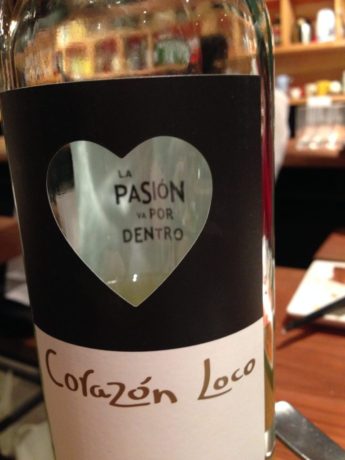 LA
PASIÓN
VA POR
DENTRO
Corazón Loco